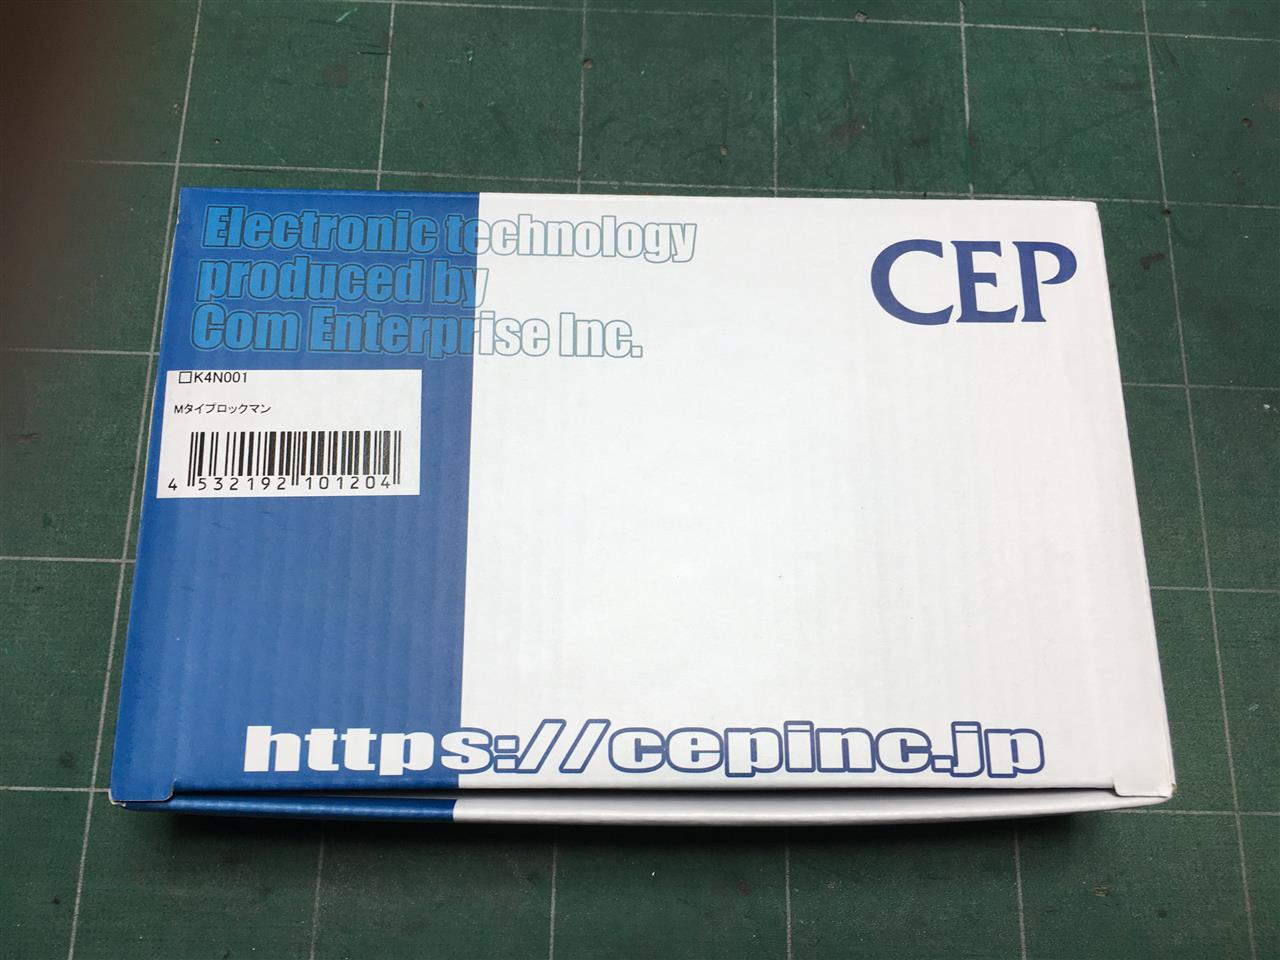 Electronic technology
produced by
Com Enterprise Inc.
CEP
□K4N001
Mタイプロックマン
4 532192 101204
https://cepinc.jp